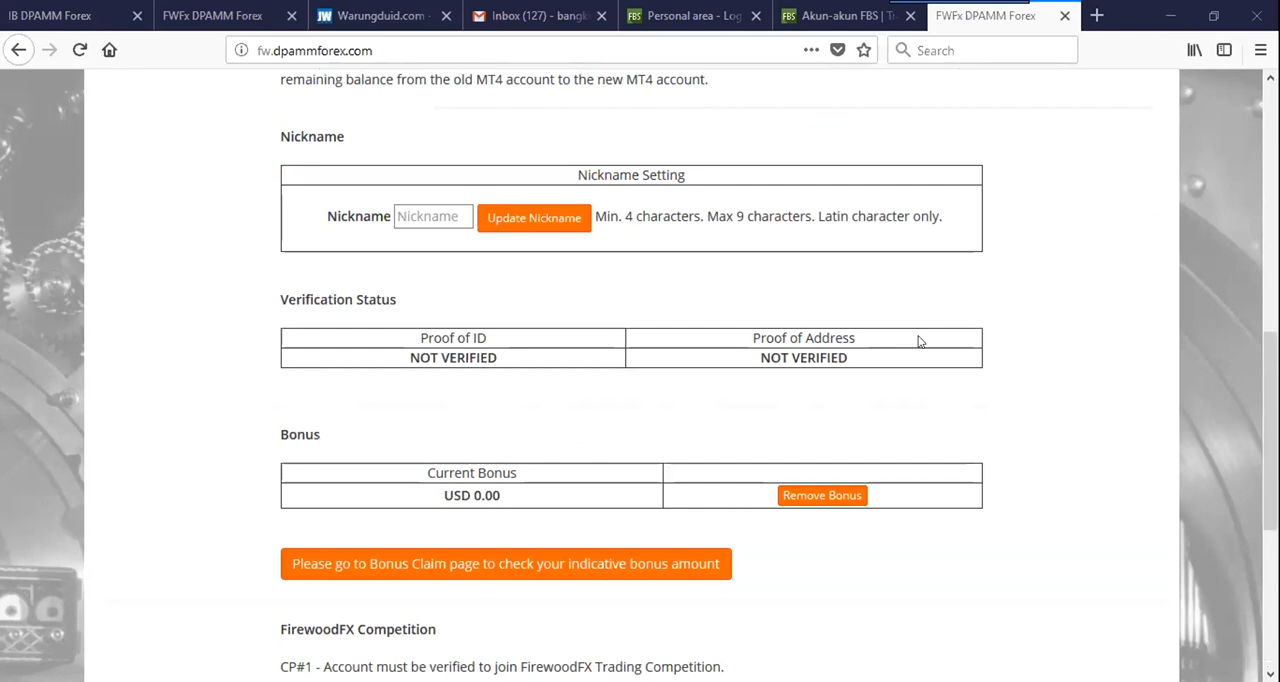 IB DPAMM Forex
FWFx DPAMM Forex
JW Warungduid.com -
Inbox (127) - bangk
FBS Personal area - Log
FBS Akun-akun FBS | Tr
FWFx DPAMM Forex
fw.dpammforex.com
Search
remaining balance from the old MT4 account to the new MT4 account.
Nickname
Nickname Setting
Nickname Nickname Update Nickname Min. 4 characters. Max 9 characters. Latin character only.
Verification Status
Proof of ID Proof of Address
NOT VERIFIED NOT VERIFIED
Bonus
Current Bonus
USD 0.00 Remove Bonus
Please go to Bonus Claim page to check your indicative bonus amount
FirewoodFX Competition
CP#1 - Account must be verified to join FirewoodFX Trading Competition.